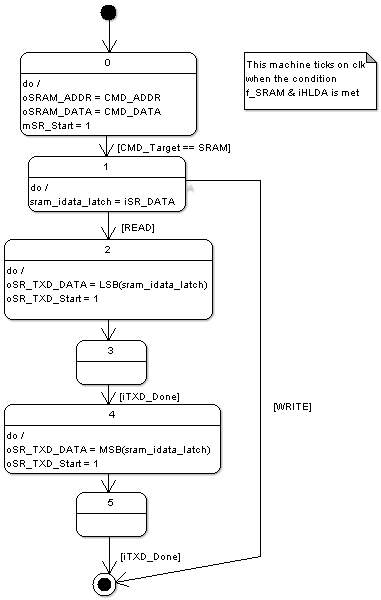 0
do /
oSRAM_ADDR = CMD_ADDR
oSRAM_DATA = CMD_DATA
mSR_Start = 1
This machine ticks on clk
when the condition
f_SRAM & iHLDA is met
[CMD_Target == SRAM]
1
do /
sram_idata_latch = iSR_DATA
[READ]
2
do /
oSR_TXD_DATA = LSB(sram_idata_latch)
oSR_TXD_Start = 1
3
[iTXD_Done]
[WRITE]
4
do /
oSR_TXD_DATA = MSB(sram_idata_latch)
oSR_TXD_Start = 1
5
[iTXD_Done]